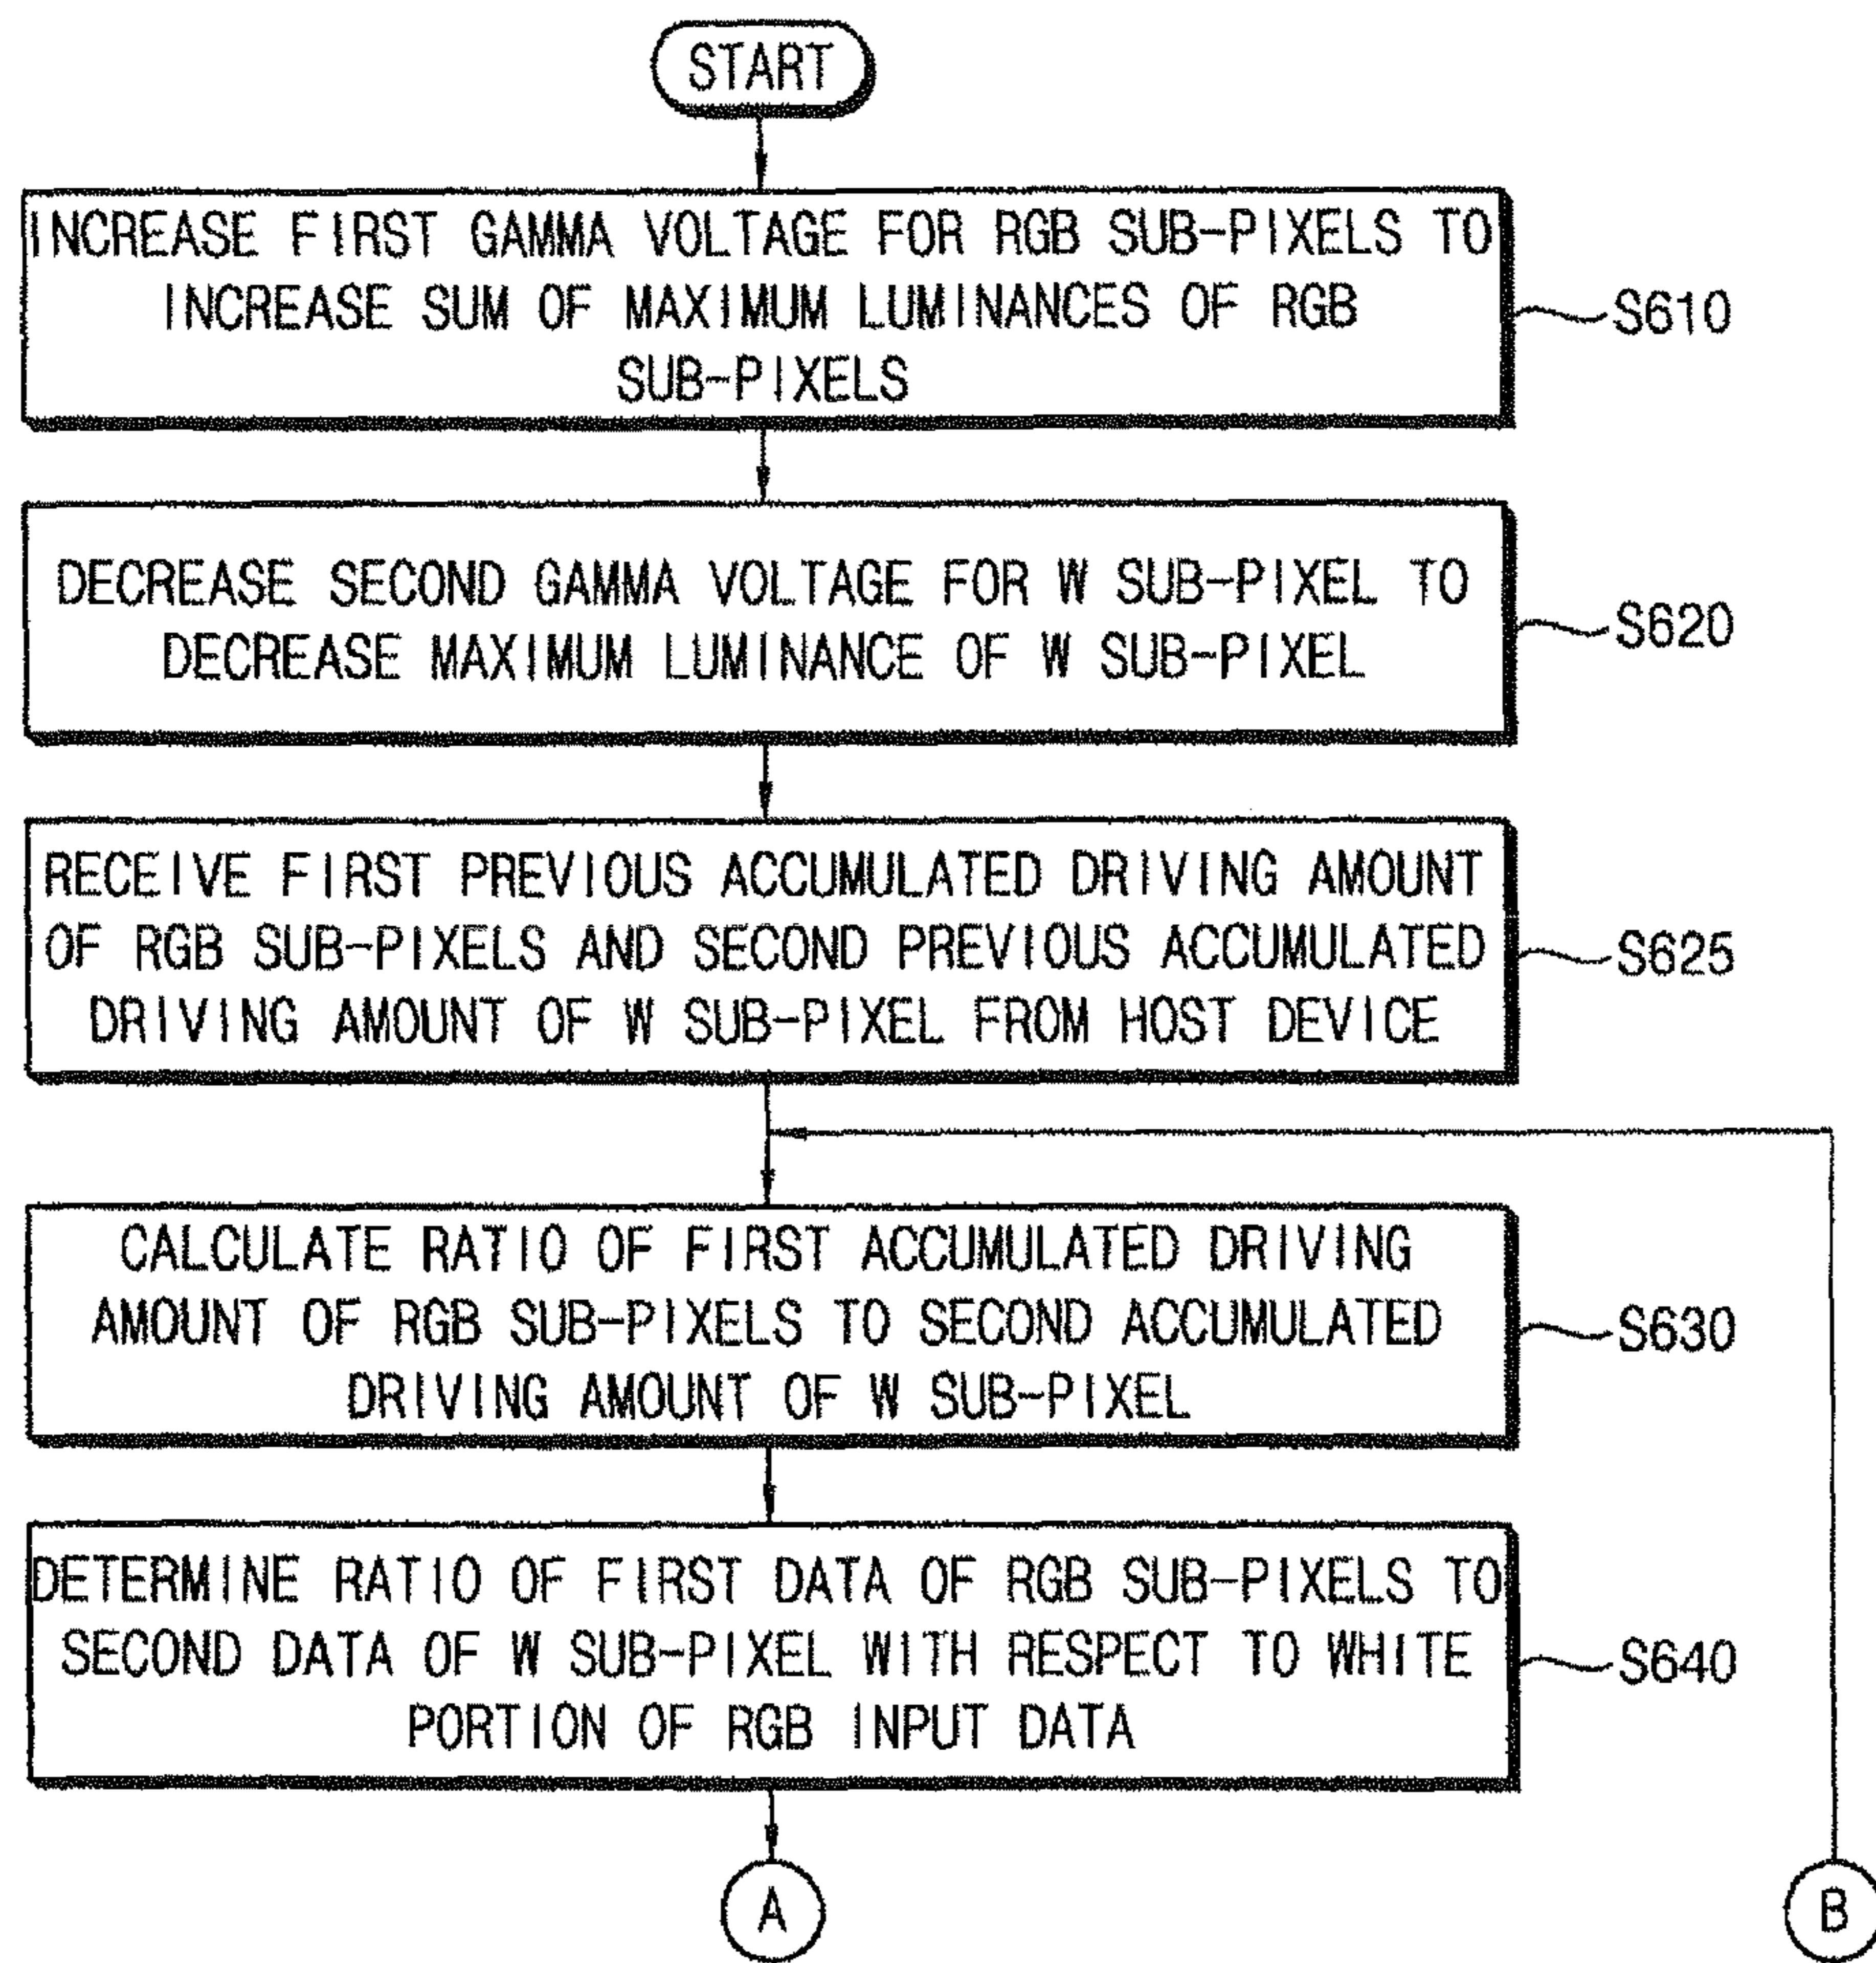 START
INCREASE FIRST GAMMA VOLTAGE FOR RGB SUB-PIXELS TO
INCREASE SUM OF MAXIMUM LUMINANCES OF RGB
SUB-PIXELS
S610
DECREASE SECOND GAMMA VOLTAGE FOR W SUB-PIXEL TO
DECREASE MAXIMUM LUMINANCE OF W SUB-PIXEL
S620
RECEIVE FIRST PREVIOUS ACCUMULATED DRIVING AMOUNT
OF RGB SUB-PIXELS AND SECOND PREVIOUS ACCUMULATED
DRIVING AMOUNT OF W SUB-PIXEL FROM HOST DEVICE
S625
CALCULATE RATIO OF FIRST ACCUMULATED DRIVING
AMOUNT OF RGB SUB-PIXELS TO SECOND ACCUMULATED
DRIVING AMOUNT OF W SUB-PIXEL
S630
DETERMINE RATIO OF FIRST DATA OF RGB SUB-PIXELS TO
SECOND DATA OF W SUB-PIXEL WITH RESPECT TO WHITE
PORTION OF RGB INPUT DATA
S640
A
B